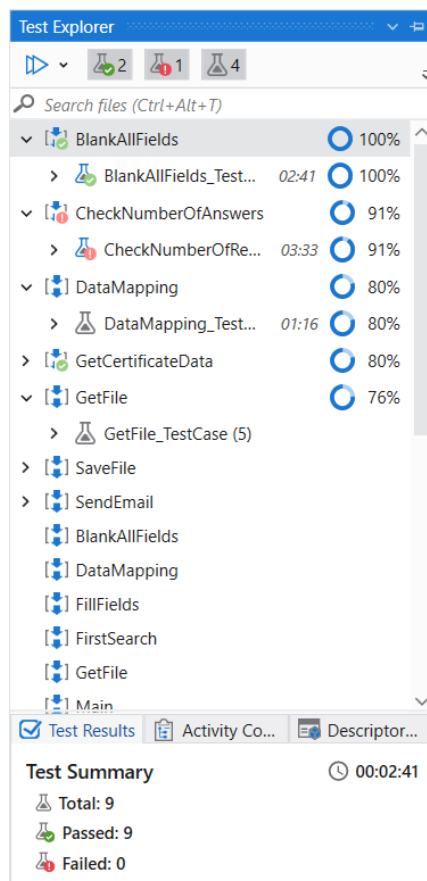 Test Explorer
2 1 4
Search files (Ctrl+Alt+T)
BlankAllFields 100%
BlankAllFields_Test... 02:41 100%
CheckNumberOfAnswers 91%
CheckNumberOfRe... 03:33 91%
DataMapping 80%
DataMapping_Test... 01:16 80%
GetCertificateData 80%
GetFile 76%
GetFile_TestCase (5)
SaveFile
SendEmail
BlankAllFields
DataMapping
FillFields
FirstSearch
GetFile
Main
Test Results Activity Co... Descriptor...
Test Summary 00:02:41
Total: 9
Passed: 9
Failed: 0